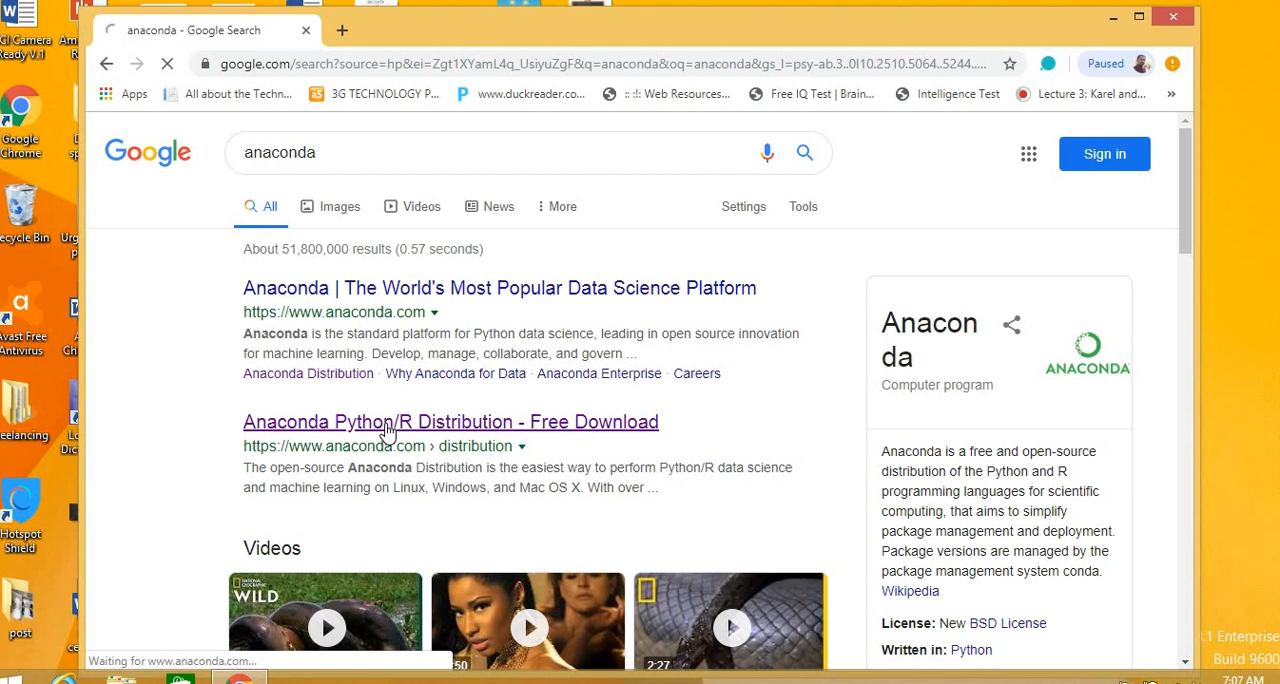 anaconda - Google Search
google.com/search?source=hp&ei=Zgt1XYamL4q_UsiyuZgF&q=anaconda&oq=anaconda&gs_l=psy-ab.3..0l10.2510.5064..5244....
Paused
Apps
All about the Techn...
3G TECHNOLOGY P...
www.duckreader.co...
:: :!: Web Resources...
Free IQ Test | Brain...
Intelligence Test
Lecture 3: Karel and...
»
Google
anaconda
Sign in
All
Images
Videos
News
More
Settings
Tools
About 51,800,000 results (0.57 seconds)
Anaconda | The World's Most Popular Data Science Platform
https://www.anaconda.com
Anaconda is the standard platform for Python data science, leading in open source innovation
for machine learning. Develop, manage, collaborate, and govern ...
Anaconda Distribution · Why Anaconda for Data · Anaconda Enterprise · Careers
Anaconda Python/R Distribution - Free Download
https://www.anaconda.com › distribution
The open-source Anaconda Distribution is the easiest way to perform Python/R data science
and machine learning on Linux, Windows, and Mac OS X. With over ...
Videos
NATIONAL GEOGRAPHIC
WILD
:50
2:27
Anacon
da
Computer program
ANACONDA
Anaconda is a free and open-source
distribution of the Python and R
programming languages for scientific
computing, that aims to simplify
package management and deployment.
Package versions are managed by the
package management system conda.
Wikipedia
License: New BSD License
Written in: Python
Waiting for www.anaconda.com...
Google
Chrome
ecycle Bin
Avast Free
Antivirus
eelancing
Hotspot
Shield
post
CI Camera
Ready V.1
.1 Enterprise
Build 9600
7:07 AM